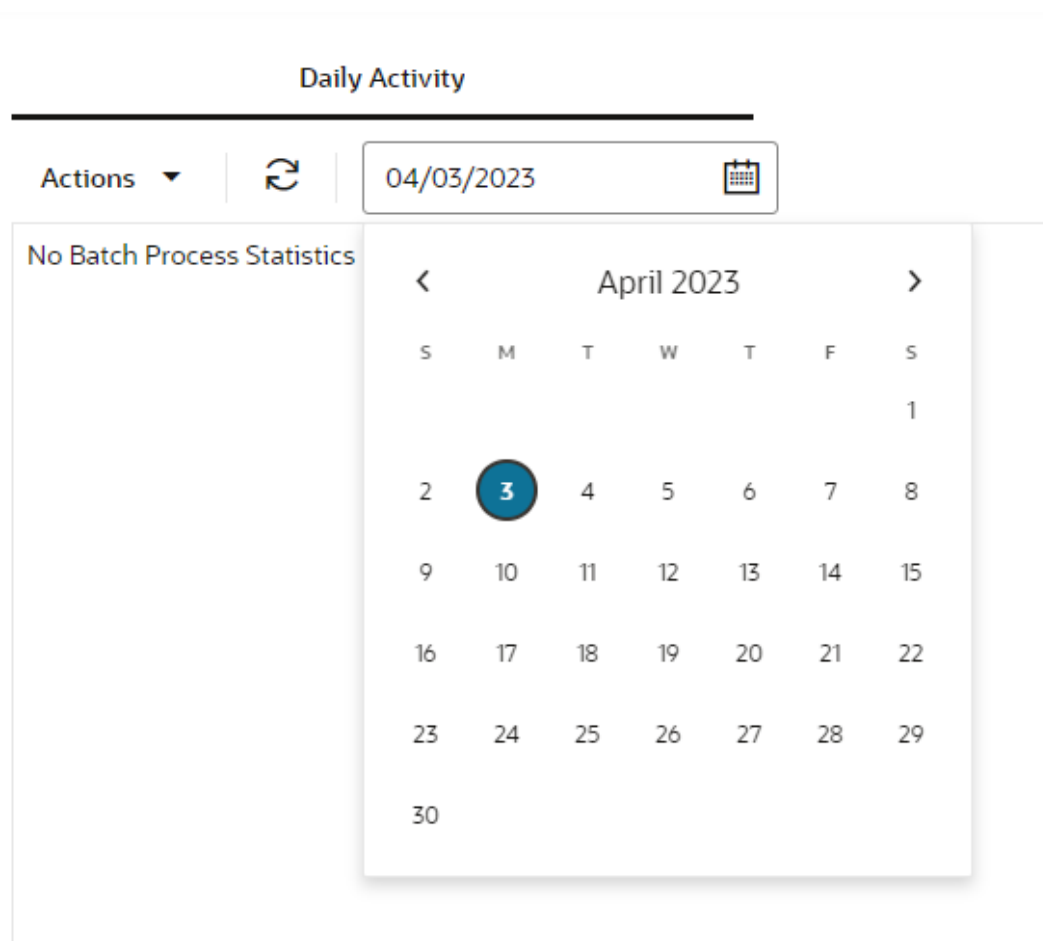 Daily Activity
Actions 04/03/2023
No Batch Process Statistics
April 2023
S M T W T F S
1
2 3 4 5 6 7 8
9 10 11 12 13 14 15
16 17 18 19 20 21 22
23 24 25 26 27 28 29
30